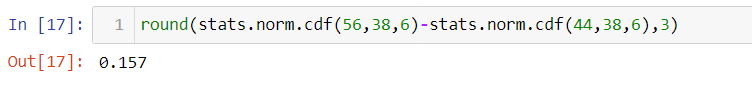 In [17]: 1 round(stats.norm.cdf(56,38,6)-stats.norm.cdf(44,38,6),3)
Out[17]: 0.157